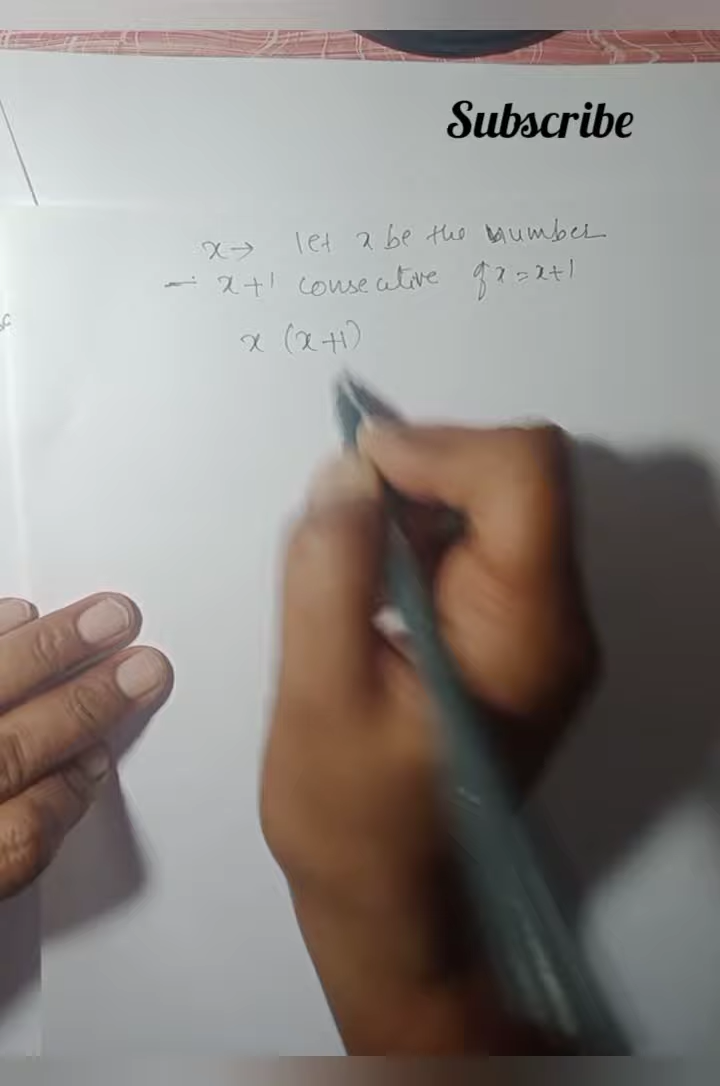 Subscribe
x → let x be the number
- x+1 consecutive of x = x+1
x (x+1)